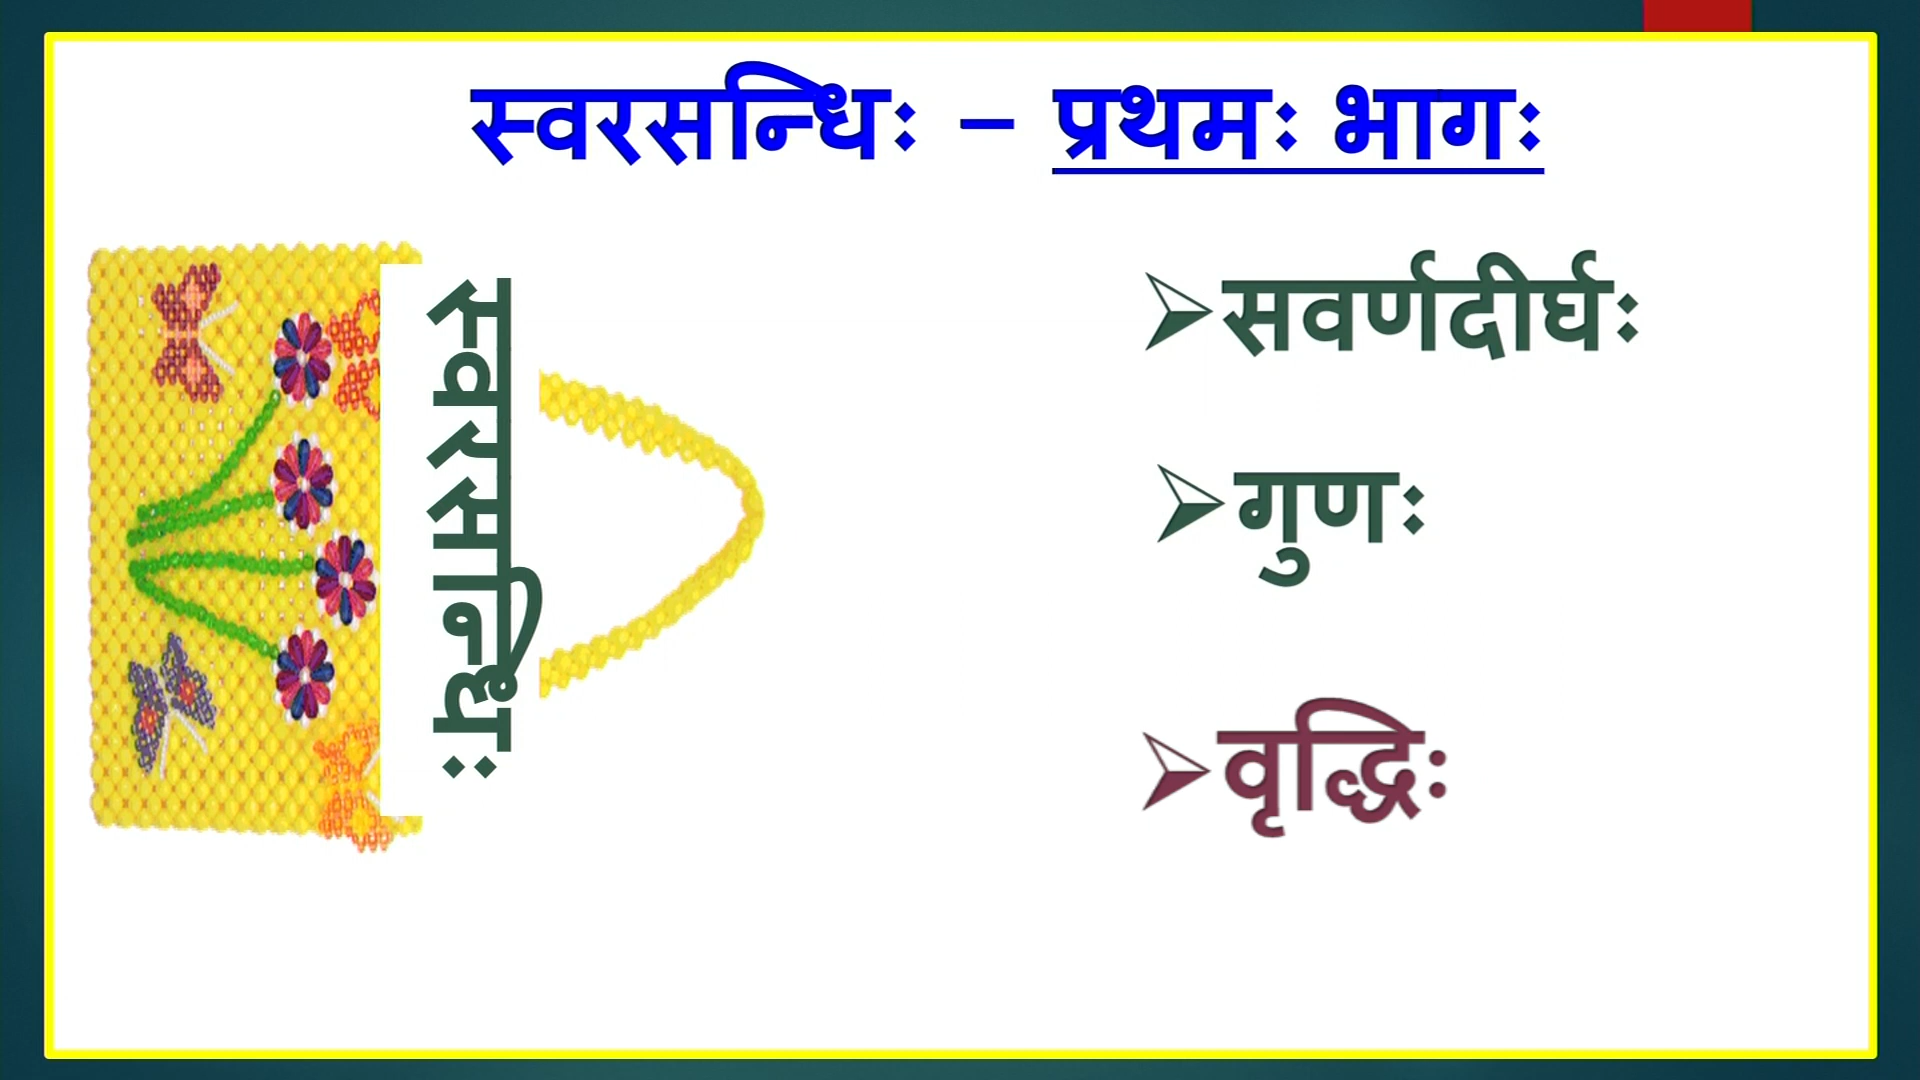 स्वरसन्धिः – प्रथमः भागः
स्वरसन्धिः
➢सवर्णदीर्घः
➢गुणः
➢वृद्धिः